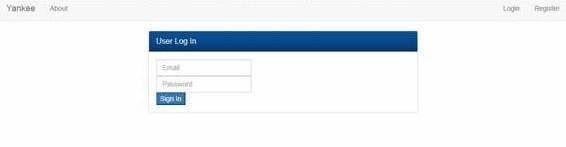 Yankee About Login Register
User Log In
Email
Password
Sign In